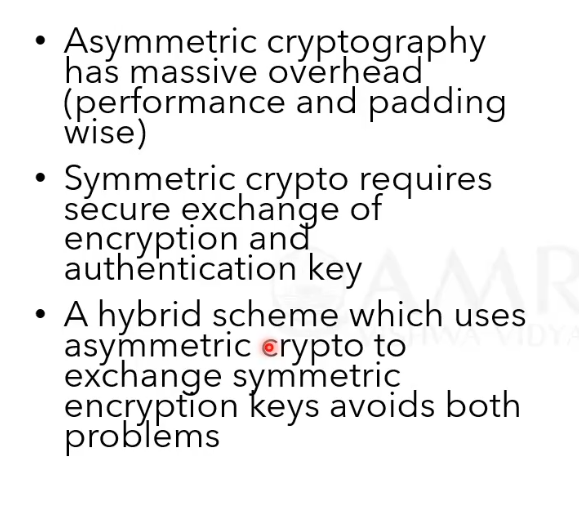 • Asymmetric cryptography
has massive overhead
(performance and padding
wise)
• Symmetric crypto requires
secure exchange of
encryption and
authentication key
• A hybrid scheme which uses
asymmetric crypto to
exchange symmetric
encryption keys avoids both
problems
AMR
VISHWA VIDYA